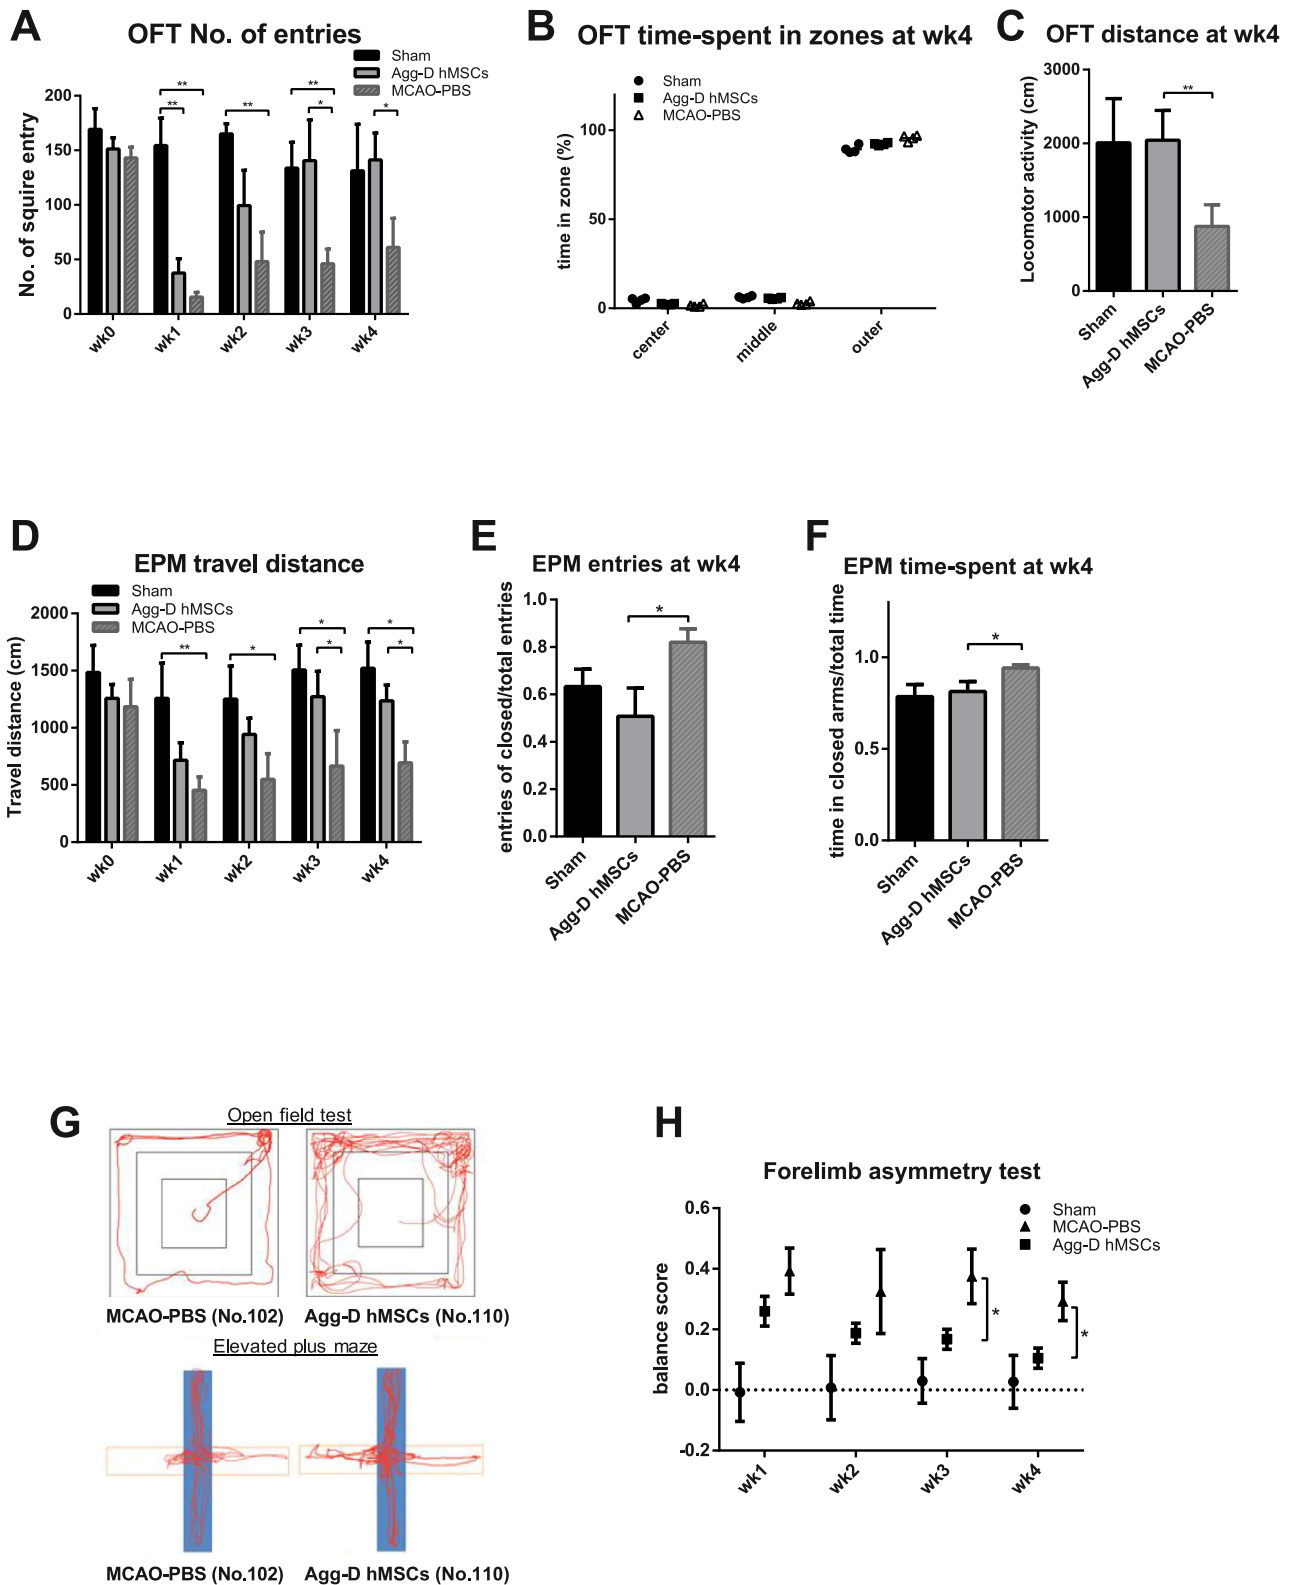 A
OFT No. of entries
Sham
Agg-D hMSCs
MCAO-PBS
No. of squire entry
200
150
100
50
0
** ** ** ** * *
wk0 wk1 wk2 wk3 wk4
B
OFT time-spent in zones at wk4
Sham
Agg-D hMSCs
MCAO-PBS
time in zone (%)
100
50
0
center middle outer
C
OFT distance at wk4
Locomotor activity (cm)
3000
2000
1000
0
**
Sham
Agg-D hMSCs
MCAO-PBS
D
EPM travel distance
Sham
Agg-D hMSCs
MCAO-PBS
Travel distance (cm)
2000
1500
1000
500
0
** * * * * *
wk0 wk1 wk2 wk3 wk4
E
EPM entries at wk4
entries of closed/total entries
1.0
0.8
0.6
0.4
0.2
0.0
*
Sham
Agg-D hMSCs
MCAO-PBS
F
EPM time-spent at wk4
time in closed arms/total time
1.0
0.5
0.0
*
Sham
Agg-D hMSCs
MCAO-PBS
G
Open field test
MCAO-PBS (No.102) Agg-D hMSCs (No.110)
Elevated plus maze
MCAO-PBS (No.102) Agg-D hMSCs (No.110)
H
Forelimb asymmetry test
Sham
MCAO-PBS
Agg-D hMSCs
balance score
0.6
0.4
0.2
0.0
-0.2
* *
wk1 wk2 wk3 wk4